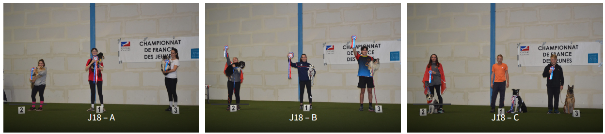 CHAMPIONNAT
DE FRANCE
DES JEUNES
2
1
3
J18 – A
CHAMPIONNAT
DE FRANCE
DES JEUNES
2
1
3
J18 – B
CHAMPIONNAT
DE FRANCE
DES JEUNES
2
1
3
J18 – C